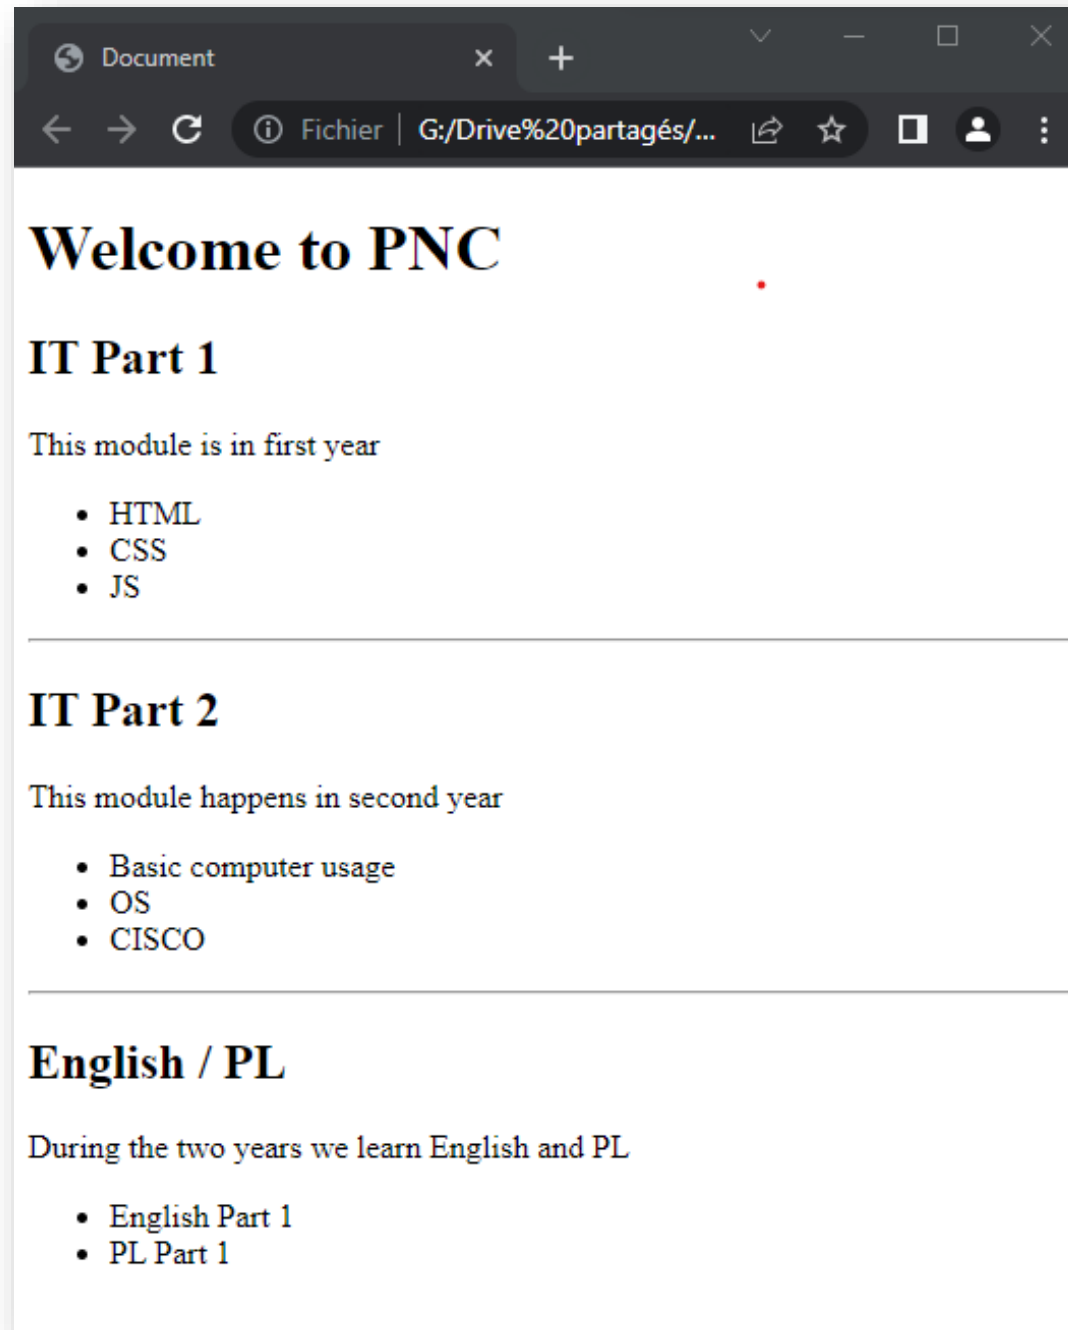 Document
Fichier G:/Drive%20partagés/...
Welcome to PNC
IT Part 1
This module is in first year
HTML
CSS
JS
IT Part 2
This module happens in second year
Basic computer usage
OS
CISCO
English / PL
During the two years we learn English and PL
English Part 1
PL Part 1